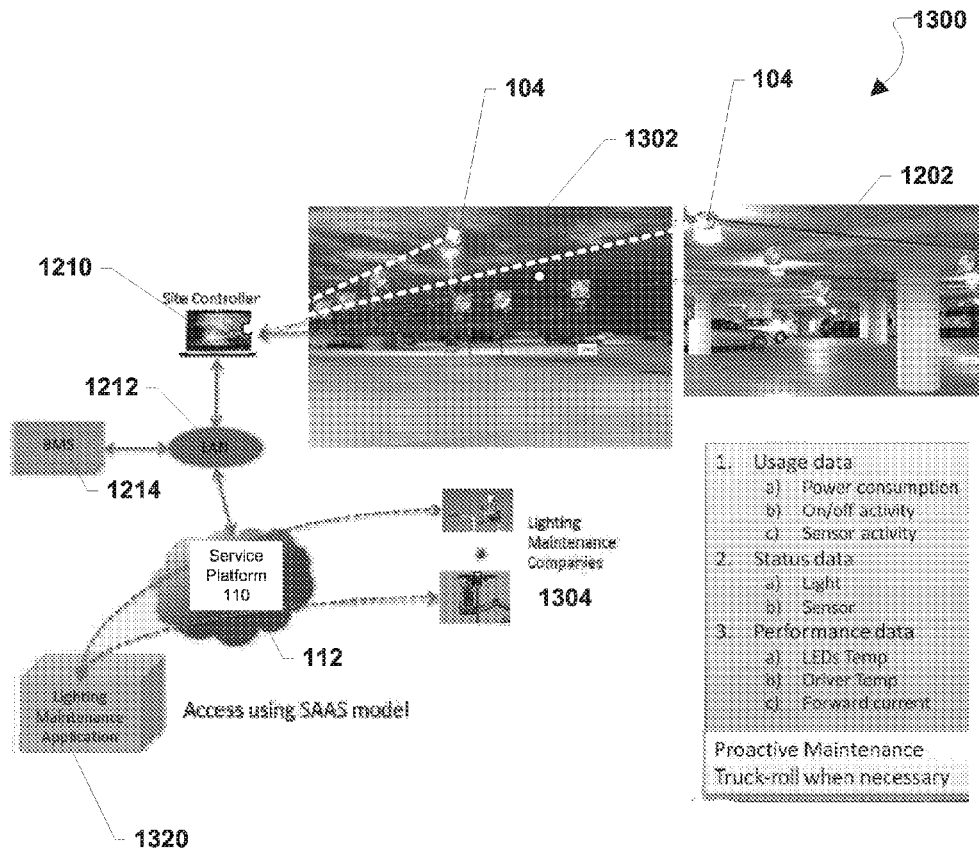 1300
104
104
1302
1202
1210
Site Controller
1212
LAN
BMS
1214
Service
Platform
110
112
Lighting
Maintenance
Companies
1304
Lighting
Maintenance
Application
1320
Access using SAAS model
1. Usage data
a) Power consumption
b) On/off activity
c) Sensor activity
2. Status data
a) Light
b) Sensor
3. Performance data
a) LEDs Temp
b) Driver Temp
c) Forward current
Proactive Maintenance
Truck-roll when necessary